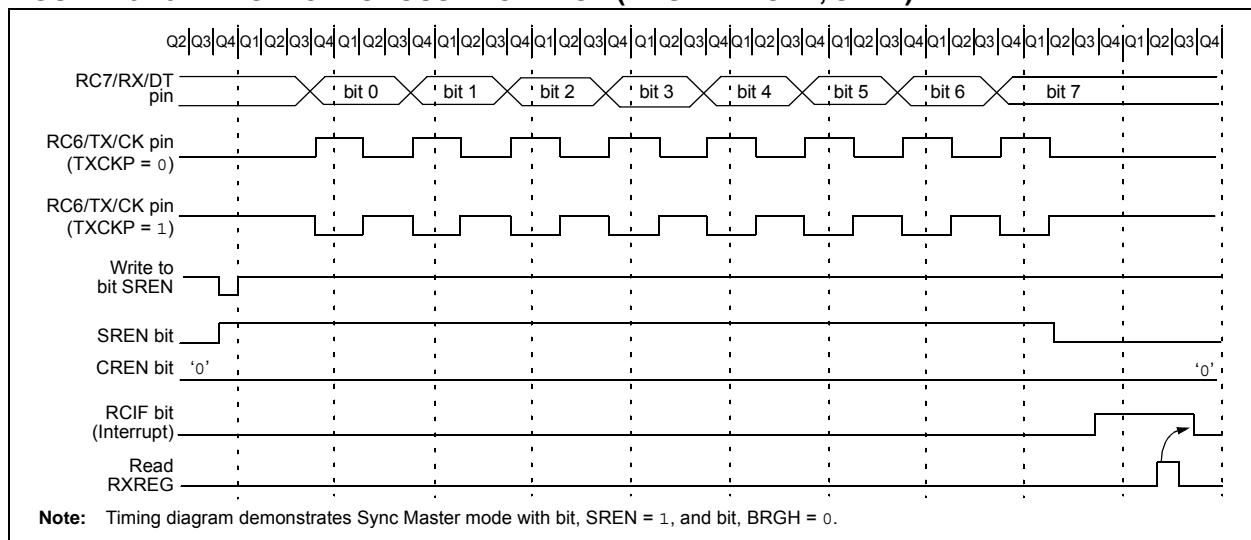 Q2 Q3 Q4 Q1 Q2 Q3 Q4 Q1 Q2 Q3 Q4 Q1 Q2 Q3 Q4 Q1 Q2 Q3 Q4 Q1 Q2 Q3 Q4 Q1 Q2 Q3 Q4 Q1 Q2 Q3 Q4 Q1 Q2 Q3 Q4 Q1 Q2 Q3 Q4 Q1 Q2 Q3 Q4
RC7/RX/DT
pin
bit 0 bit 1 bit 2 bit 3 bit 4 bit 5 bit 6 bit 7
RC6/TX/CK pin
(TXCKP = 0)
RC6/TX/CK pin
(TXCKP = 1)
Write to
bit SREN
SREN bit
CREN bit '0' '0'
RCIF bit
(Interrupt)
Read
RXREG
Note: Timing diagram demonstrates Sync Master mode with bit, SREN = 1, and bit, BRGH = 0.